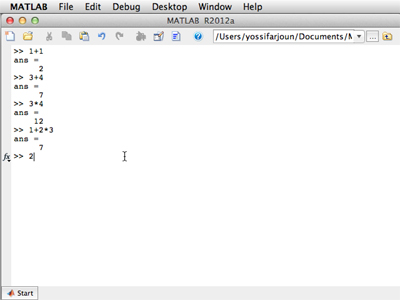 MATLAB File Edit Debug Desktop Window Help
MATLAB R2012a
/Users/yossifarjoun/Documents/M ...
>> 1+1
ans =
2
>> 3+4
ans =
7
>> 3*4
ans =
12
>> 1+2*3
ans =
7
fx >> 2
Start